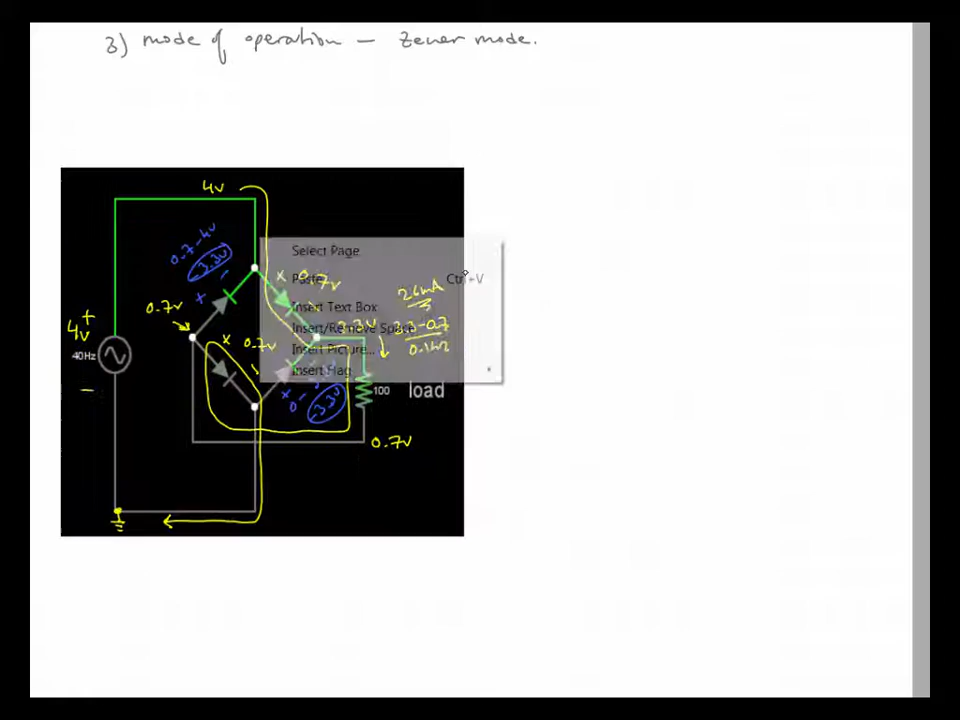 3) mode of operation — Zener mode.
4v
0.7-4v
-3.3v
Select Page
Paste
Ctrl+V
0.7v
26mA
0.7v
Insert Text Box
+
4v
Insert/Remove Space
3.3-0.7
0.1kΩ
0.7v
40Hz
Insert Picture...
Insert Flag
-3.3v
100
load
0.7v